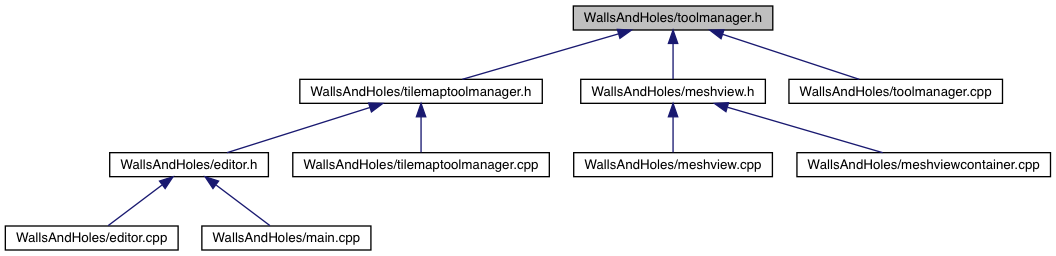 WallsAndHoles/toolmanager.h
WallsAndHoles/tilemaptoolmanager.h
WallsAndHoles/meshview.h
WallsAndHoles/toolmanager.cpp
WallsAndHoles/editor.h
WallsAndHoles/tilemaptoolmanager.cpp
WallsAndHoles/meshview.cpp
WallsAndHoles/meshviewcontainer.cpp
WallsAndHoles/editor.cpp
WallsAndHoles/main.cpp